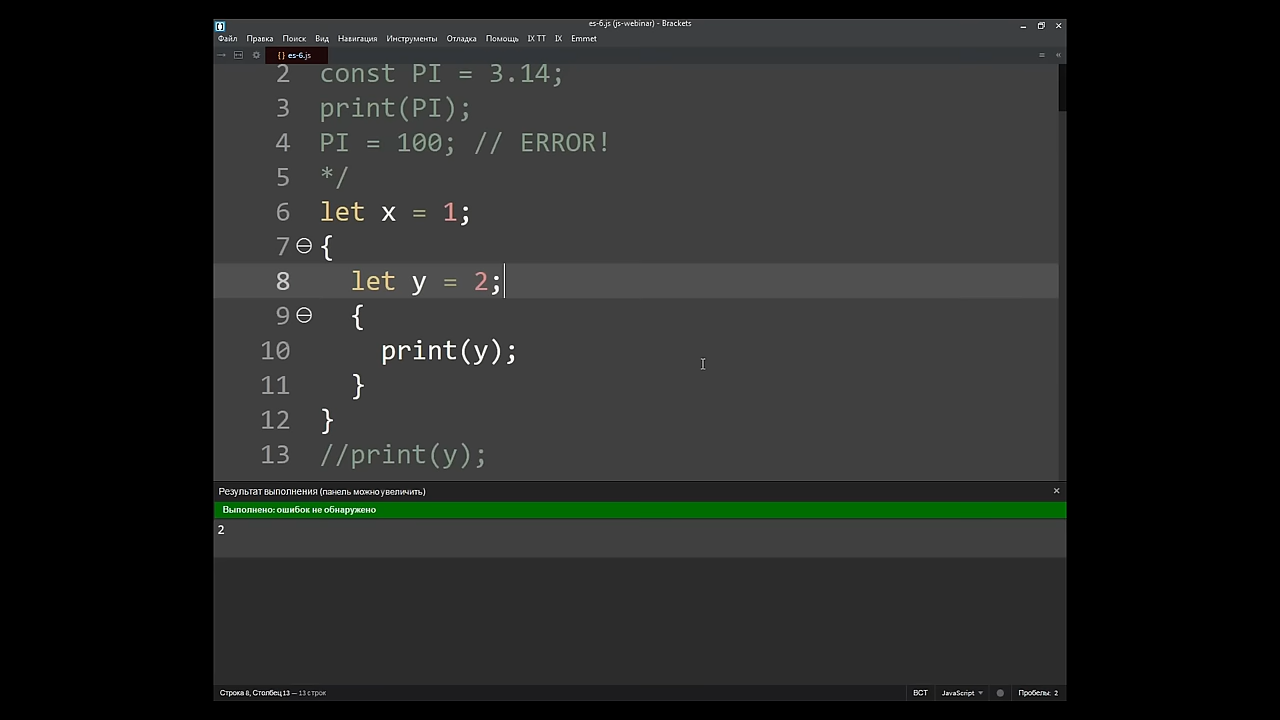 es-6.js (js-webinar) - Brackets
Файл Правка Поиск Вид Навигация Инструменты Отладка Помощь IX TT IX Emmet
{} es-6.js
2 const PI = 3.14;
3 print(PI);
4 PI = 100; // ERROR!
5 */
6 let x = 1;
7 {
8 let y = 2;
9 {
10 print(y);
11 }
12 }
13 //print(y);
Результат выполнения (панель можно увеличить)
Выполнено: ошибок не обнаружено
2
Строка 8, Столбец 13 — 13 строк ВСТ JavaScript Пробелы: 2